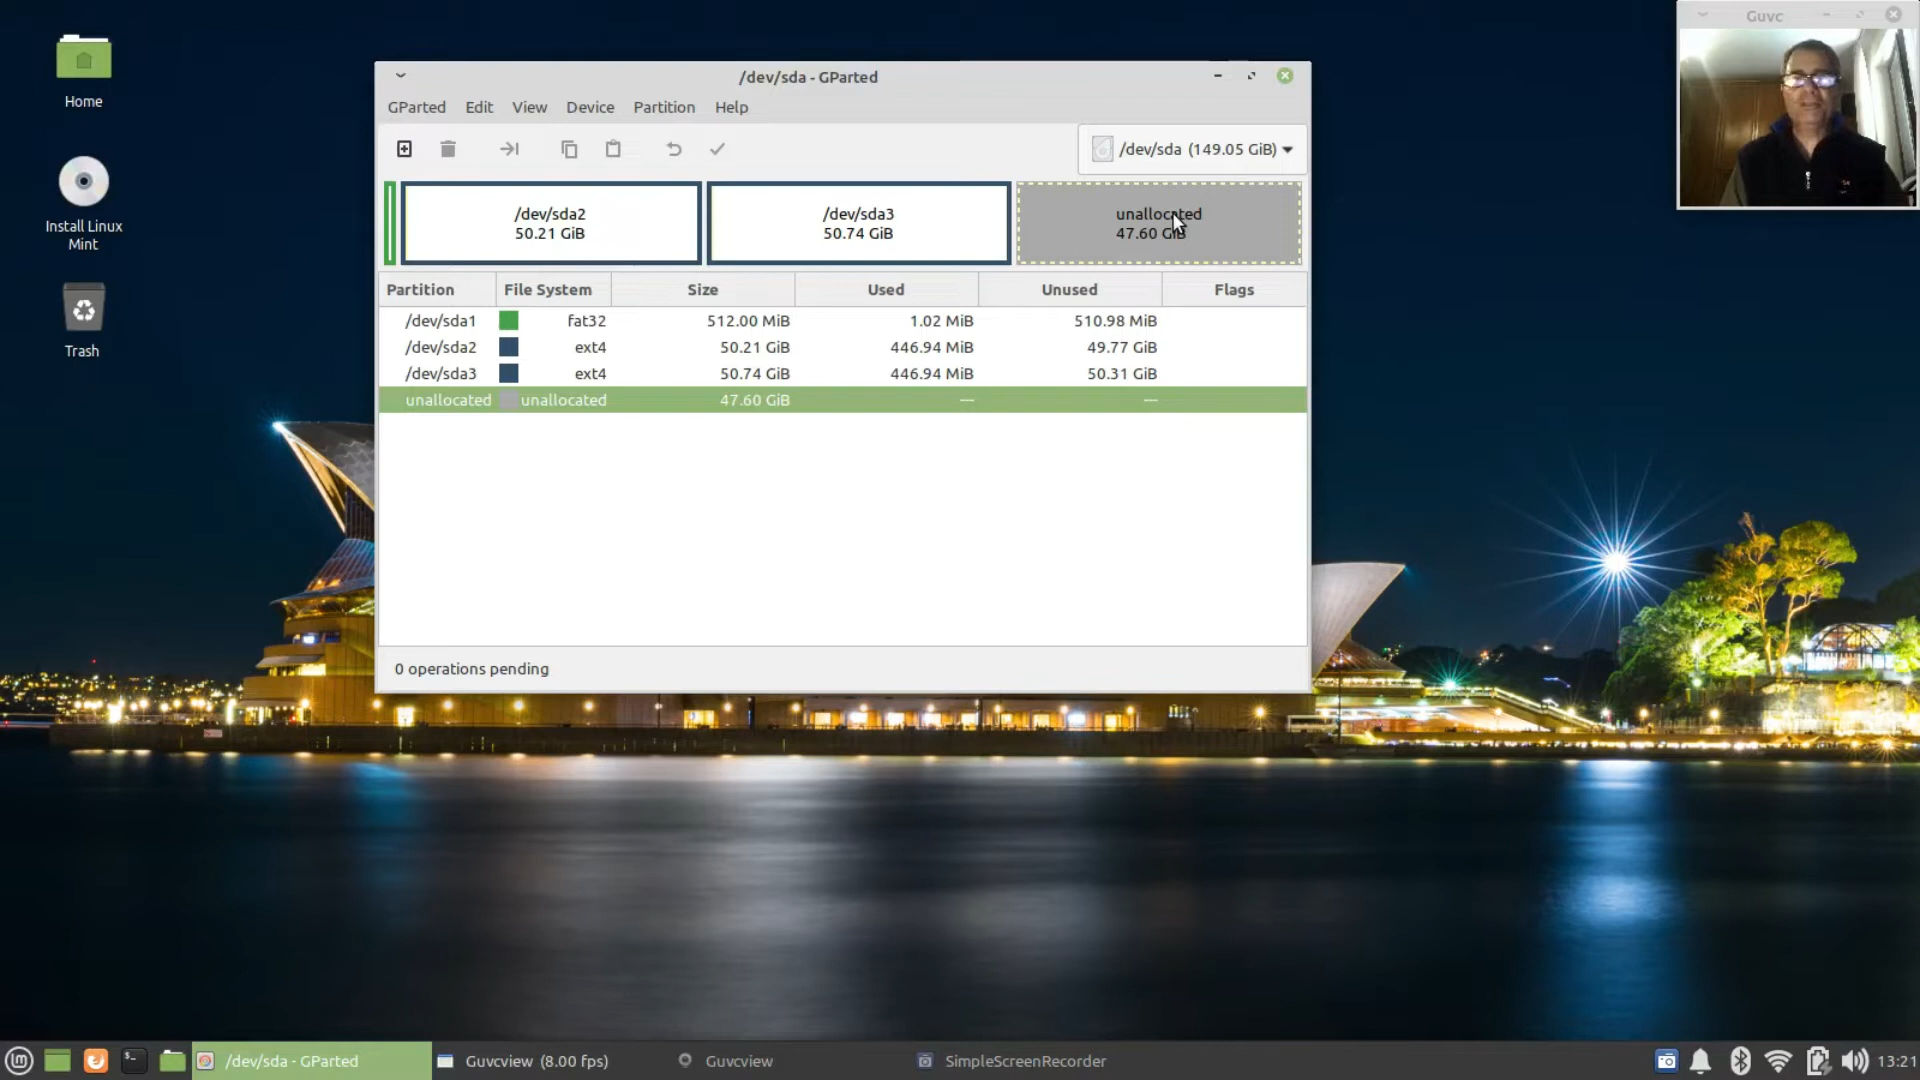 Guvc
Home
Install Linux
Mint
Trash
/dev/sda - GParted
GParted Edit View Device Partition Help
/dev/sda (149.05 GiB)
/dev/sda2
50.21 GiB
/dev/sda3
50.74 GiB
unallocated
47.60 GiB
Partition File System Size Used Unused Flags
/dev/sda1 fat32 512.00 MiB 1.02 MiB 510.98 MiB
/dev/sda2 ext4 50.21 GiB 446.94 MiB 49.77 GiB
/dev/sda3 ext4 50.74 GiB 446.94 MiB 50.31 GiB
unallocated unallocated 47.60 GiB --- ---
0 operations pending
/dev/sda - GParted
Guvcview (8.00 fps)
Guvcview
SimpleScreenRecorder
13:21